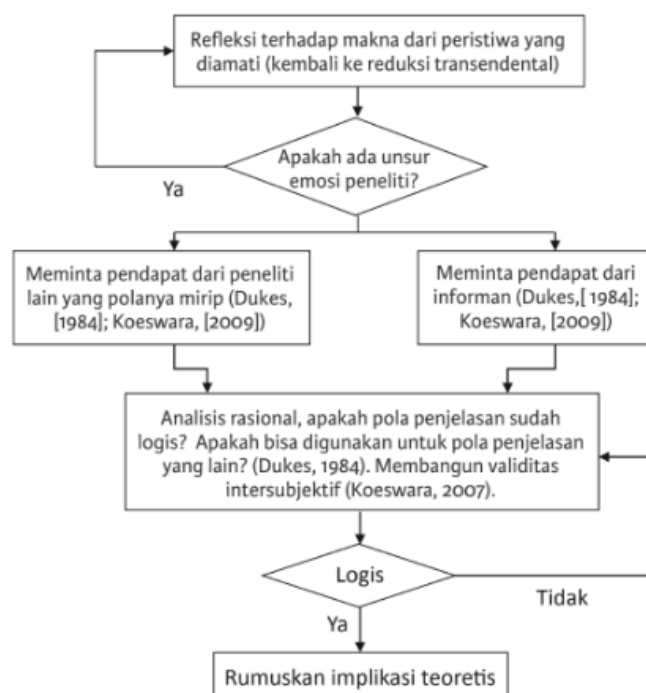 Refleksi terhadap makna dari peristiwa yang
diamati (kembali ke reduksi transendental)
Apakah ada unsur
emosi peneliti?
Ya
Meminta pendapat dari peneliti
lain yang polanya mirip (Dukes,
[1984]; Koeswara, [2009])
Meminta pendapat dari
informan (Dukes,[ 1984];
Koeswara, [2009])
Analisis rasional, apakah pola penjelasan sudah
logis? Apakah bisa digunakan untuk pola penjelasan
yang lain? (Dukes, 1984). Membangun validitas
intersubjektif (Koeswara, 2007).
Logis
Tidak
Ya
Rumuskan implikasi teoretis